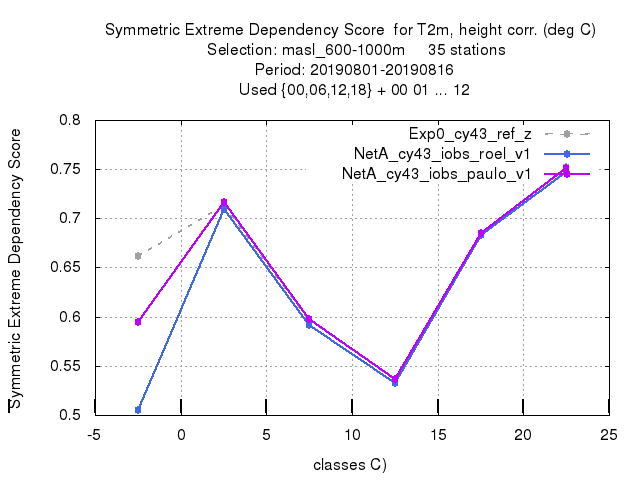 Symmetric Extreme Dependency Score for T2m, height corr. (deg C)
Selection: masl_600-1000m 35 stations
Period: 20190801-20190816
Used {00,06,12,18} + 00 01 ... 12
Symmetric Extreme Dependency Score
0.8
0.75
0.7
0.65
0.6
0.55
0.5
Exp0_cy43_ref_z
NetA_cy43_iobs_roel_v1
NetA_cy43_iobs_paulo_v1
-5 0 5 10 15 20 25
classes C)